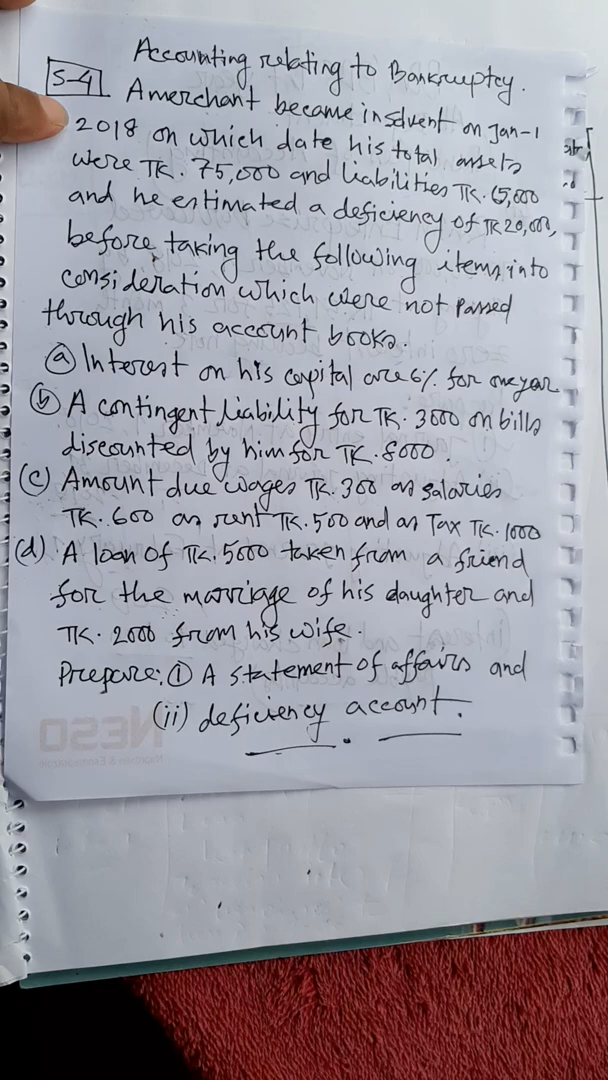 Accounting relating to Bankruptcy.
S-4 A merchant became insolvent on Jan-1
2018 on which date his total assets
were TK. 75,000 and liabilities TK. 65,000
and he estimated a deficiency of TK 20,000,
before taking the following items into
consideration which were not passed
through his account books.
(a) Interest on his capital are 6% for one year
(b) A contingent liability for TK. 3000 on bills
discounted by him for TK. 8000.
(c) Amount due wages TK. 300 as salaries
TK. 600 as rent TK. 500 and as Tax TK. 1000
(d) A loan of TK. 5000 taken from a friend
for the marriage of his daughter and
TK. 2000 from his wife.
Prepare: (i) A statement of affairs and
(ii) deficiency account.
NESO